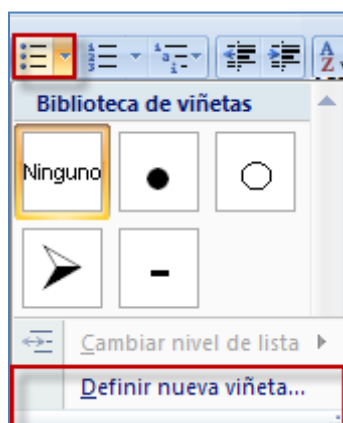 Biblioteca de viñetas
Ninguno
Cambiar nivel de lista
Definir nueva viñeta...